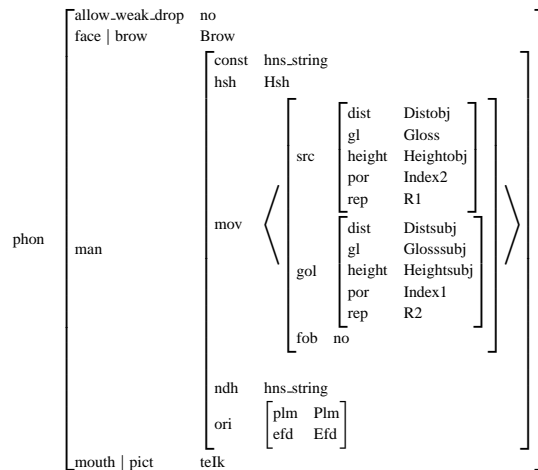 allow_weak_drop no
face | brow Brow
const hns_string
hsh Hsh
dist Distobj
gl Gloss
src height Heightobj
por Index2
rep R1
mov
phon man
dist Distsubj
gl Glosssubj
gol height Heightsubj
por Index1
rep R2
fob no
ndh hns_string
ori plm Plm
efd Efd
mouth | pict teIk